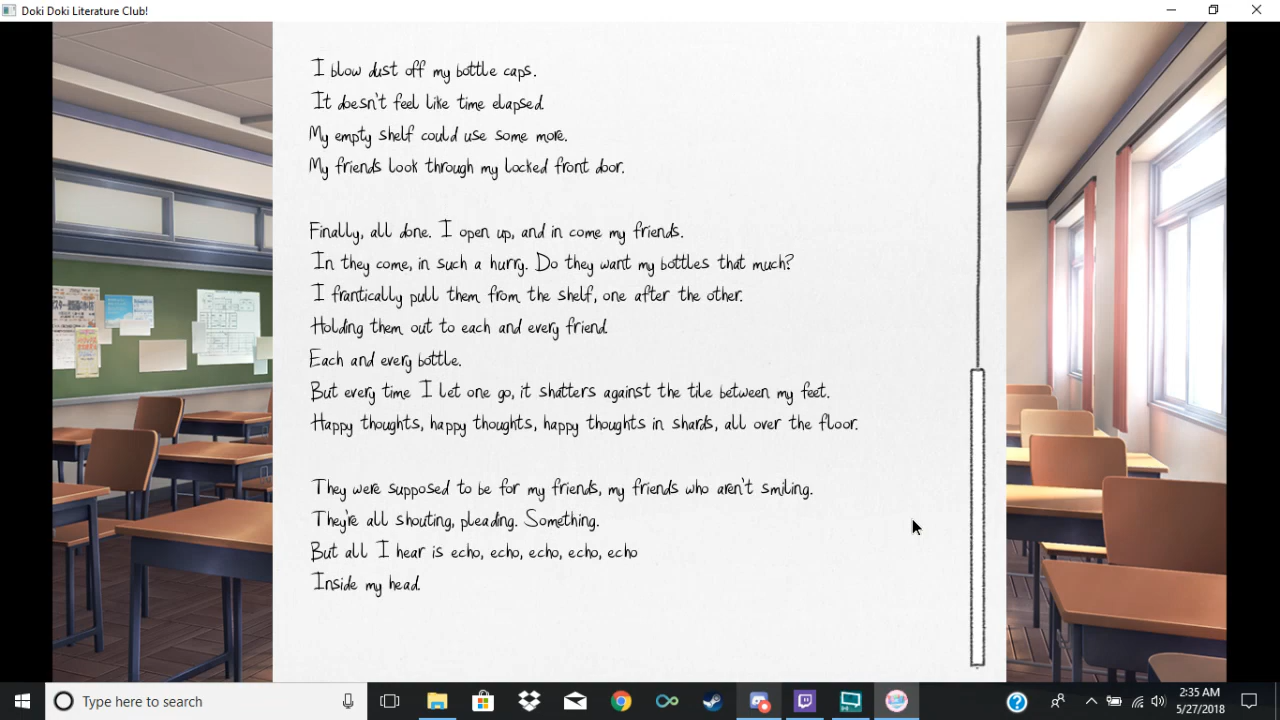 Doki Doki Literature Club!
I blow dust off my bottle caps.
It doesn't feel like time elapsed.
My empty shelf could use some more.
My friends look through my locked front door.
Finally, all done. I open up, and in come my friends.
In they come, in such a hurry. Do they want my bottles that much?
I frantically pull them from the shelf, one after the other.
Holding them out to each and every friend.
Each and every bottle.
But every time I let one go, it shatters against the tile between my feet.
Happy thoughts, happy thoughts, happy thoughts in shards, all over the floor.
They were supposed to be for my friends, my friends who aren't smiling.
They're all shouting, pleading. Something.
But all I hear is echo, echo, echo, echo, echo
Inside my head.
Type here to search
2:35 AM
5/27/2018